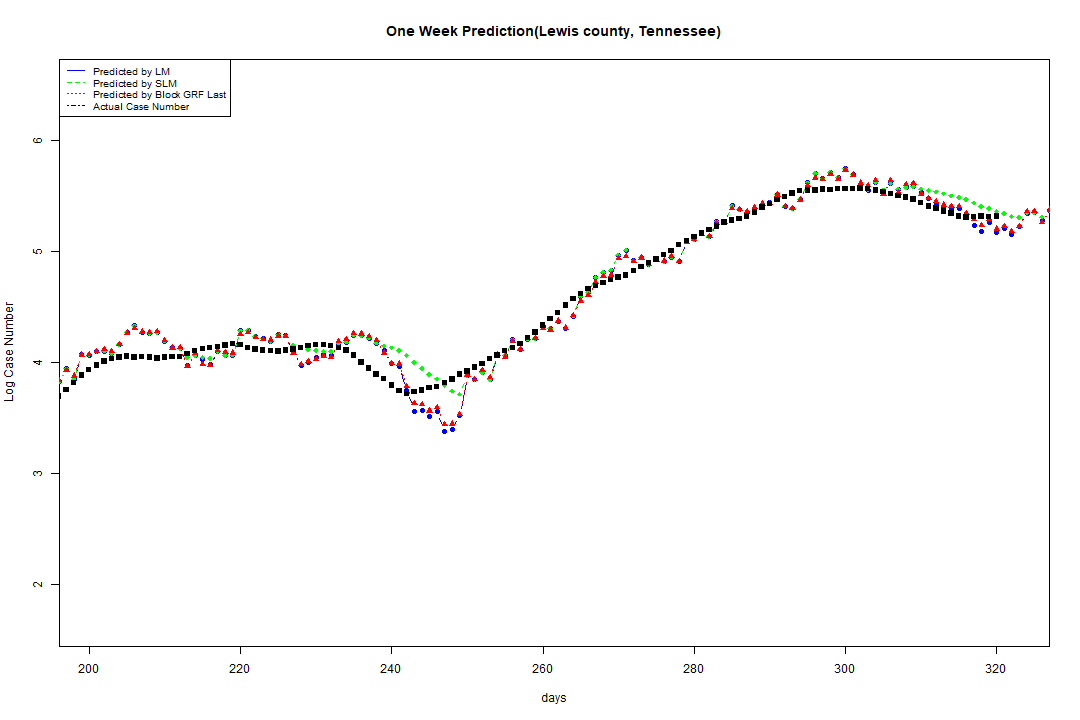 One Week Prediction(Lewis county, Tennessee)
Predicted by LM
Predicted by SLM
Predicted by Block GRF Last
Actual Case Number
6
5
4
3
2
Log Case Number
200 220 240 260 280 300 320
days